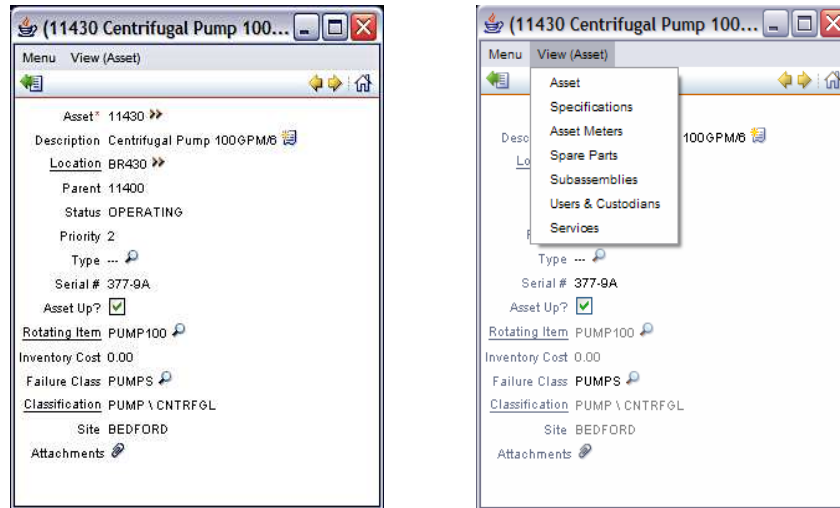 (11430 Centrifugal Pump 100...
Menu View (Asset)
Asset* 11430
Description Centrifugal Pump 100GPM/6
Location BR430
Parent 11400
Status OPERATING
Priority 2
Type ---
Serial # 377-9A
Asset Up?
Rotating Item PUMP100
Inventory Cost 0.00
Failure Class PUMPS
Classification PUMP \ CNTRFGL
Site BEDFORD
Attachments
(11430 Centrifugal Pump 100...
Menu View (Asset)
Asset
Specifications
Asset Meters
Spare Parts
Subassemblies
Users & Custodians
Services
Desc 100GPM/6
Lo
Type ---
Serial # 377-9A
Asset Up?
Rotating Item PUMP100
Inventory Cost 0.00
Failure Class PUMPS
Classification PUMP \ CNTRFGL
Site BEDFORD
Attachments